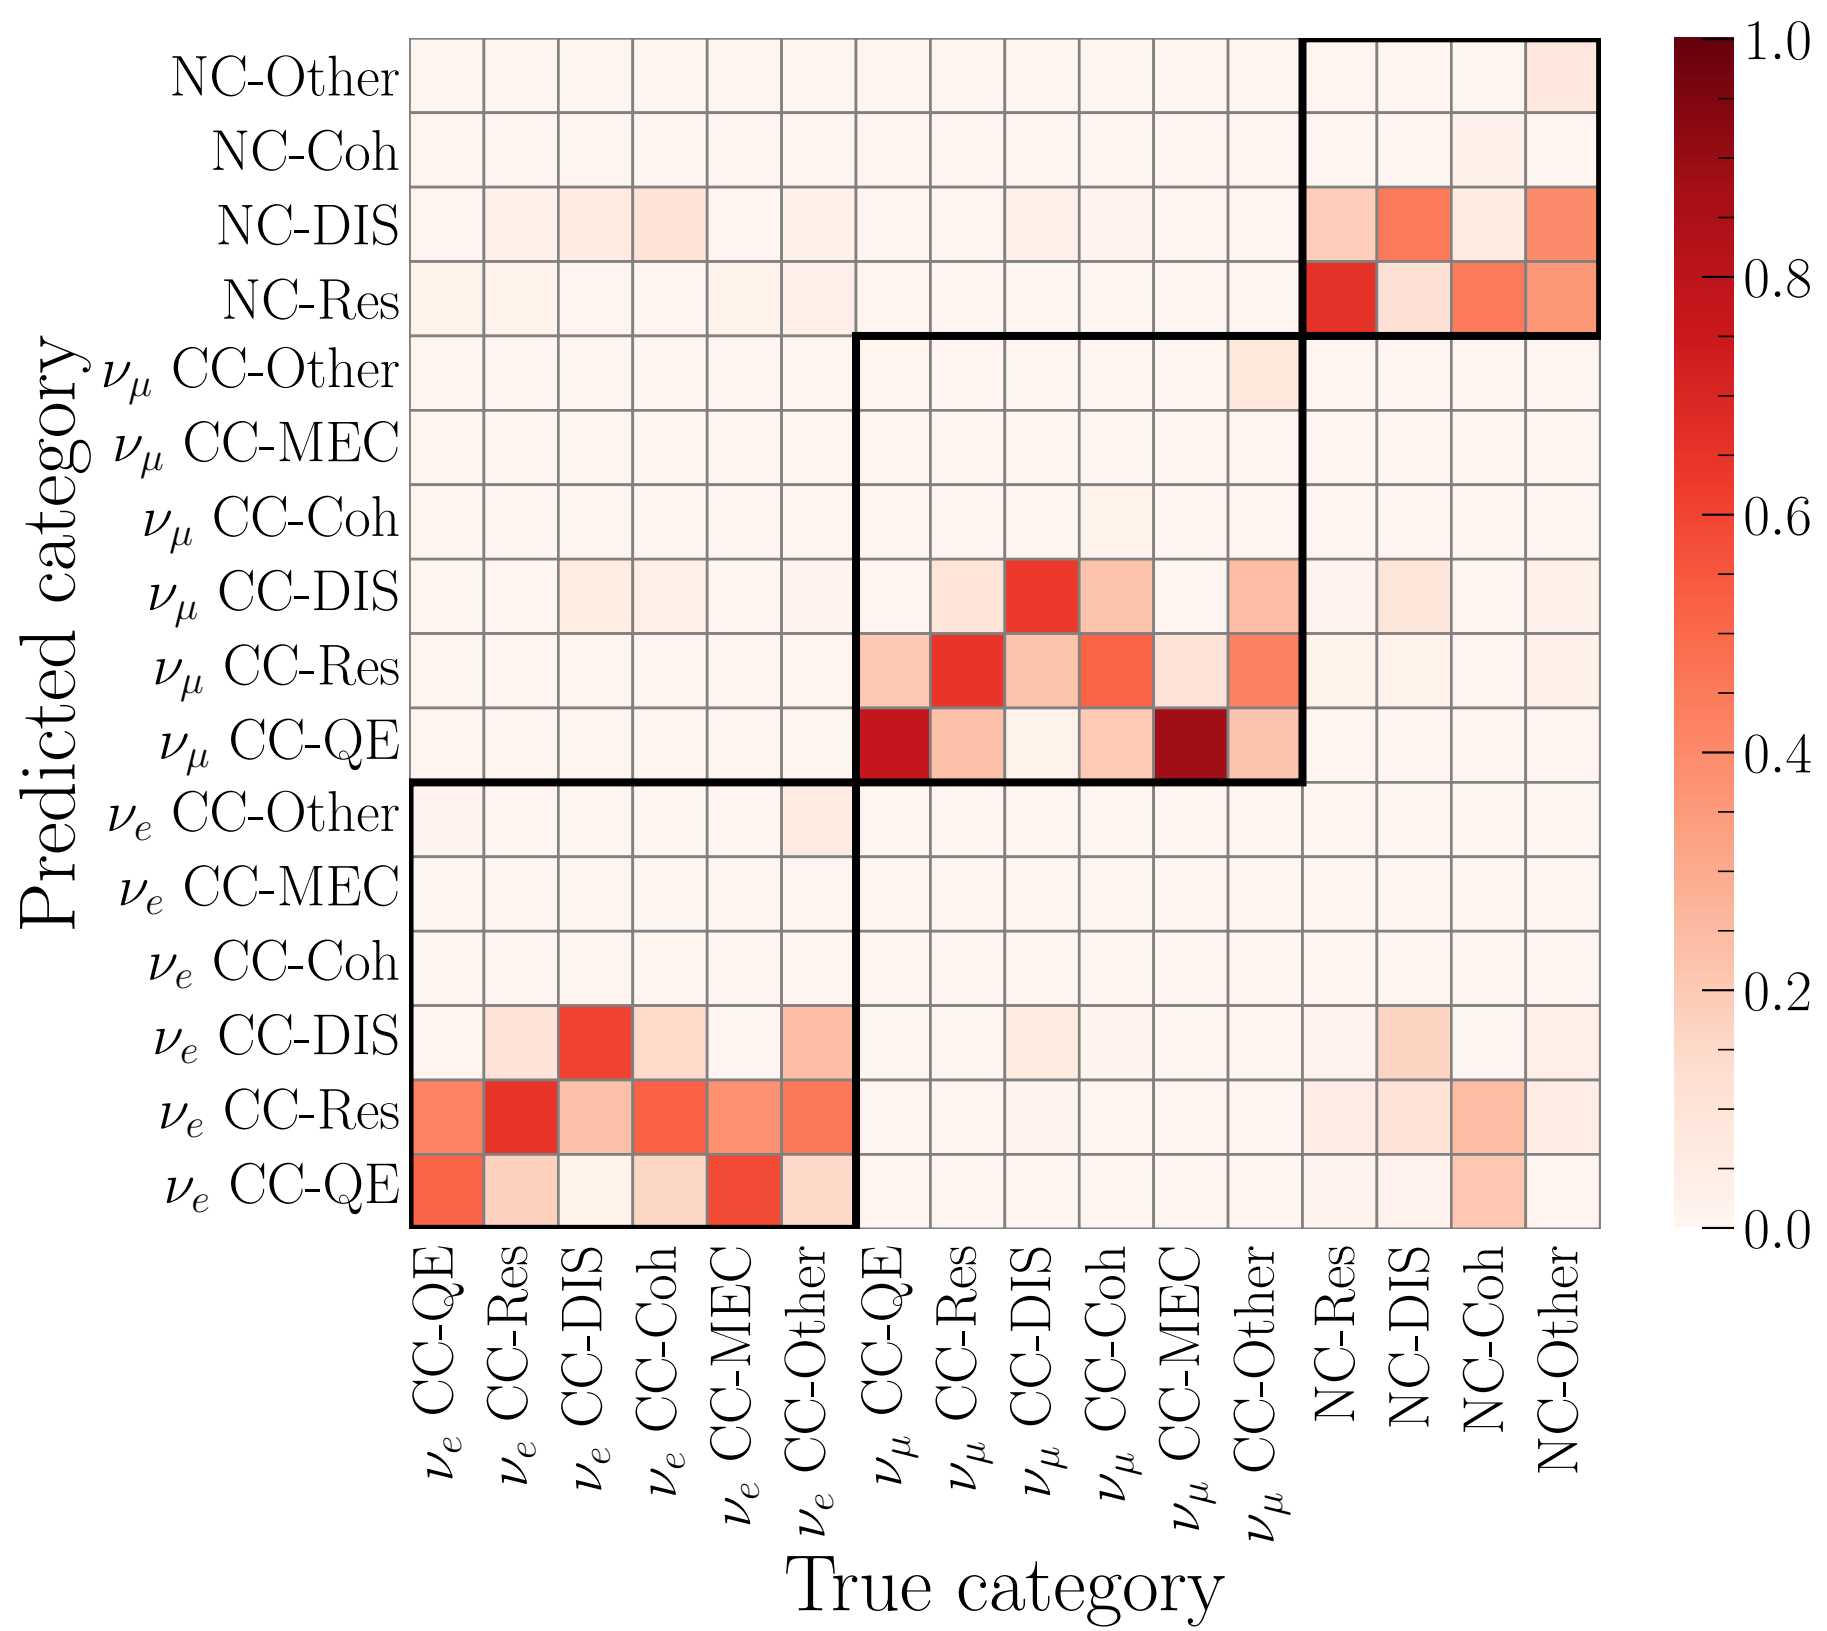 Predicted category
NC-Other
NC-Coh
NC-DIS
NC-Res
νμ CC-Other
νμ CC-MEC
νμ CC-Coh
νμ CC-DIS
νμ CC-Res
νμ CC-QE
νe CC-Other
νe CC-MEC
νe CC-Coh
νe CC-DIS
νe CC-Res
νe CC-QE
νe CC-QE
νe CC-Res
νe CC-DIS
νe CC-Coh
νe CC-MEC
νe CC-Other
νμ CC-QE
νμ CC-Res
νμ CC-DIS
νμ CC-Coh
νμ CC-MEC
νμ CC-Other
NC-Res
NC-DIS
NC-Coh
NC-Other
True category
1.0
0.8
0.6
0.4
0.2
0.0